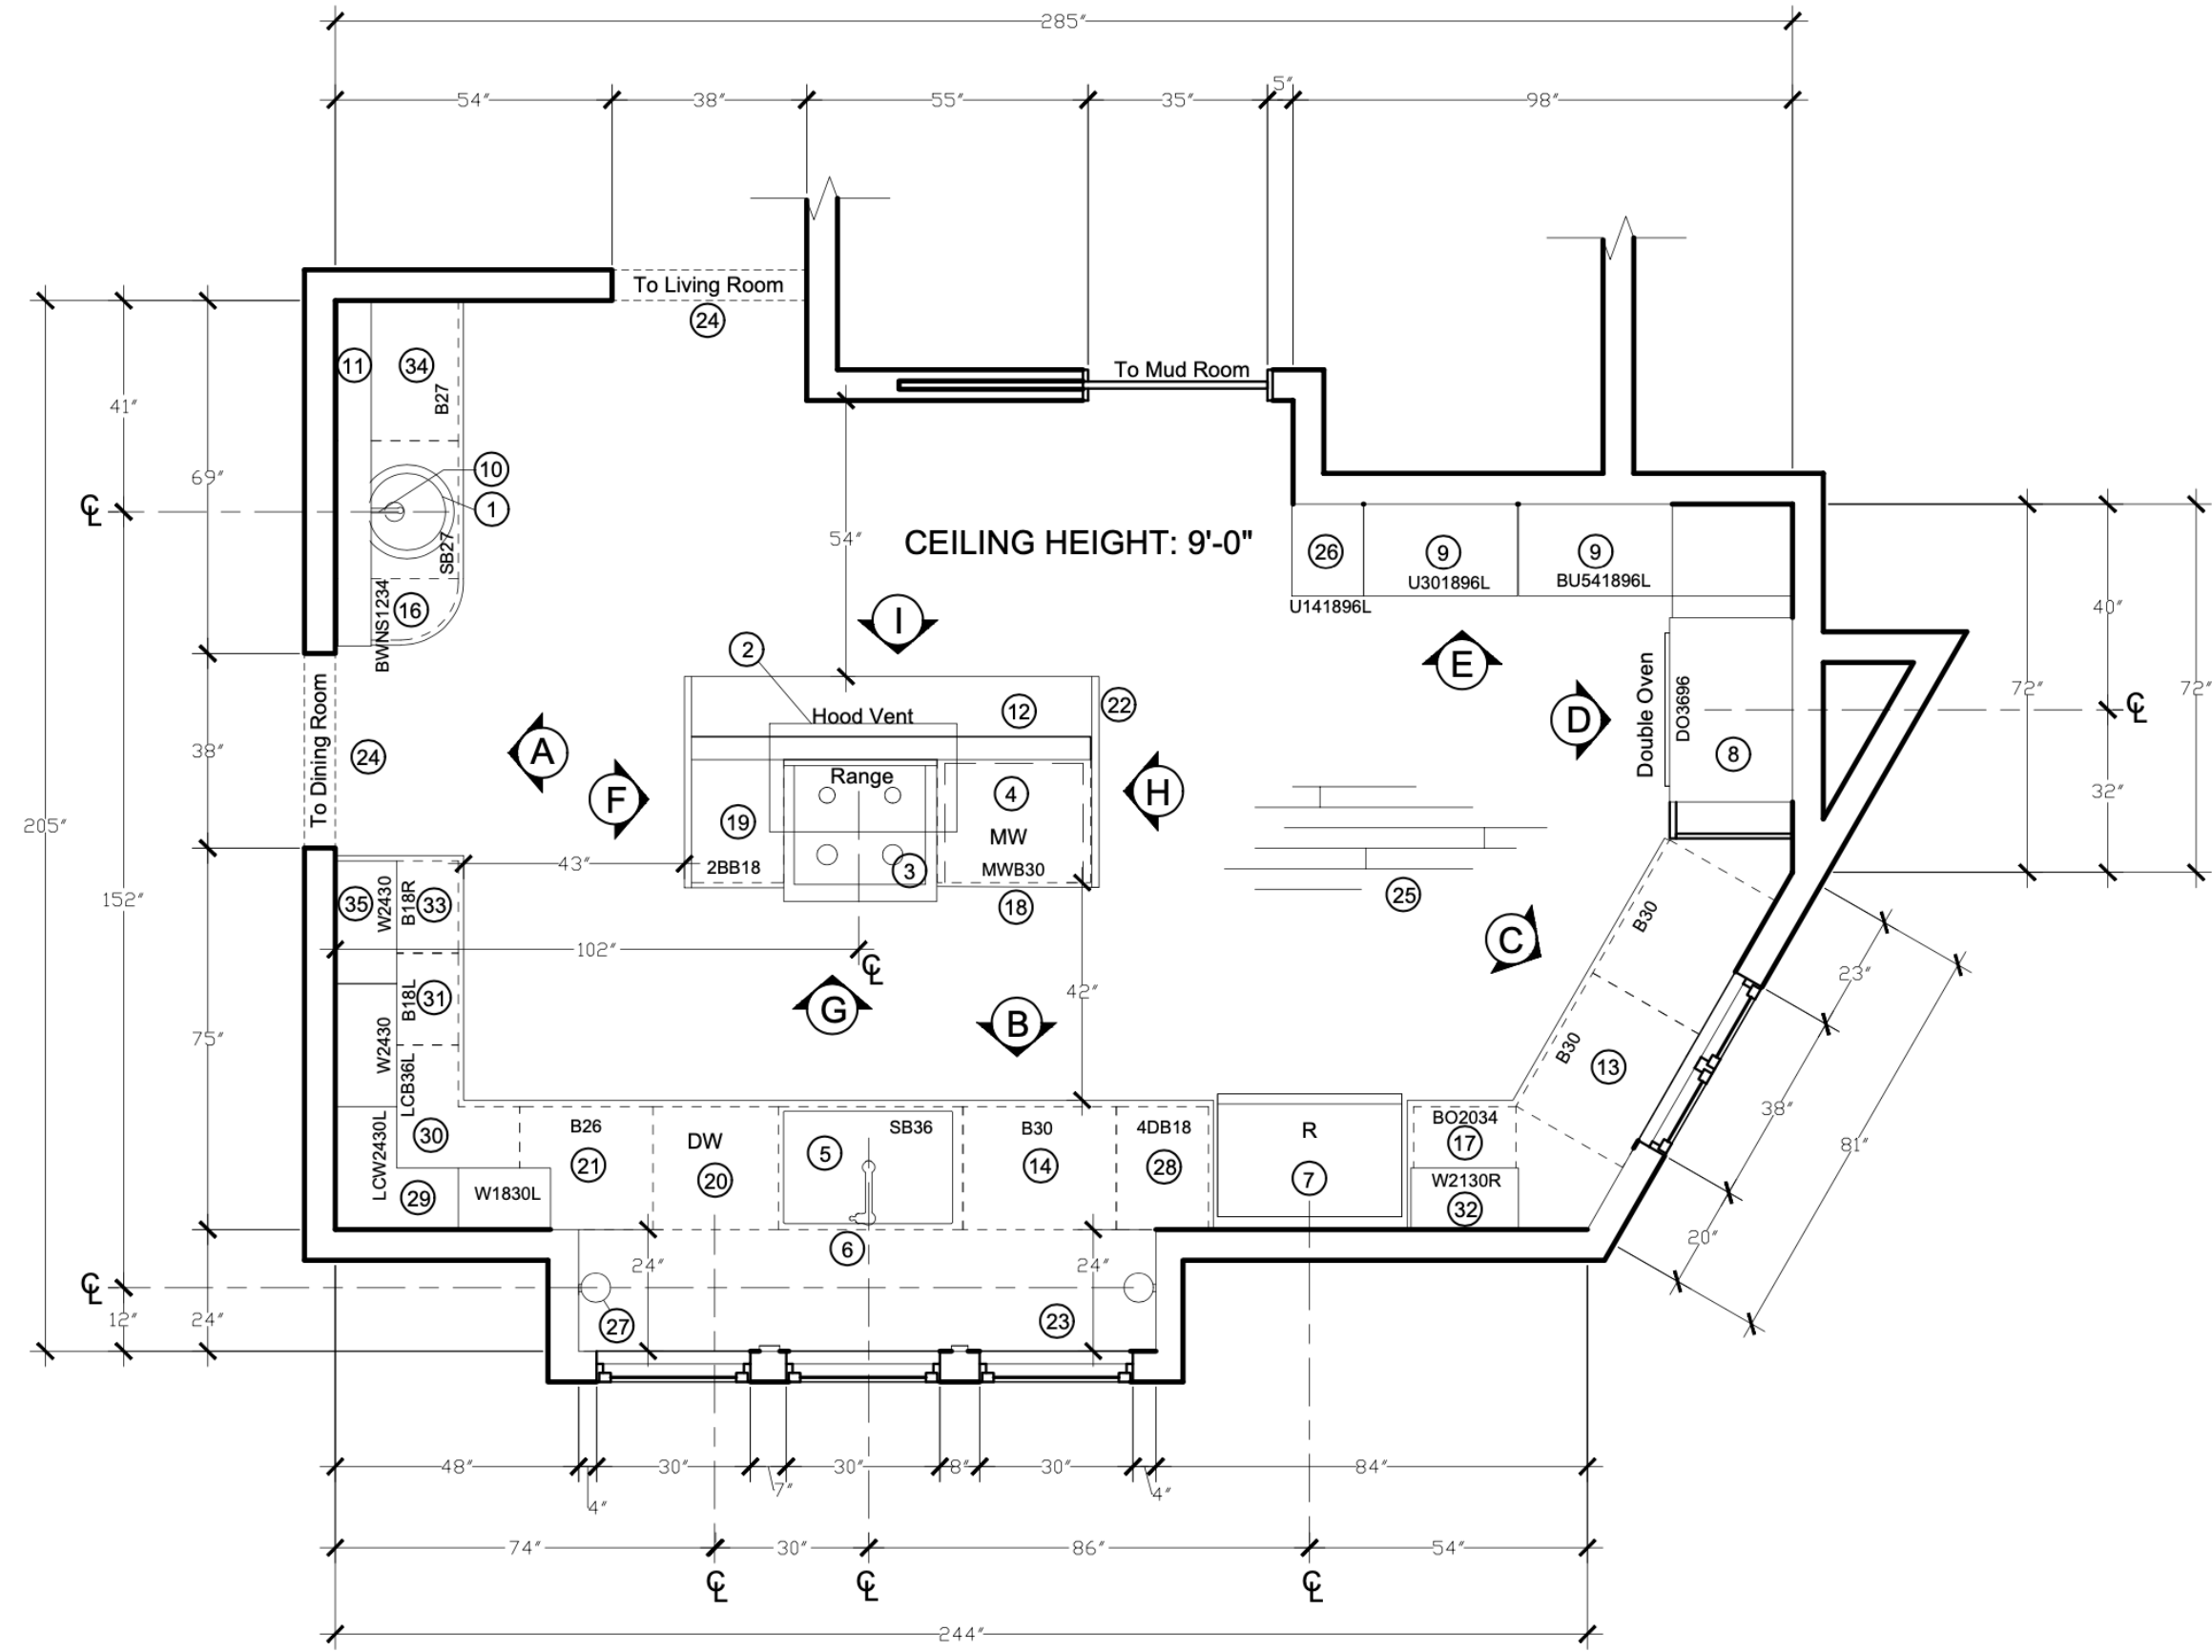 285″
54″
38″
55″
35″
5″
98″
To Living Room
24
To Mud Room
11
34
B27
41″
69″
10
1
℄
SB27
BWNS1234
16
54″
CEILING HEIGHT: 9'-0"
26
9
9
U301896L
BU541896L
U141896L
40″
I
2
E
Hood Vent
12
22
Double Oven
DO3696
D
8
72″
72″
℄
32″
To Dining Room
24
38″
A
F
Range
4
H
MW
19
2BB18
3
MWB30
18
25
205″
43″
152″
35
W2430
B18R
33
102″
℄
C
B30
23″
31
B18L
W2430
LCB36L
G
B
42″
75″
B30
13
38″
81″
30
B26
21
DW
20
5
SB36
B30
14
4DB18
28
R
7
BO2034
17
W2130R
32
LCW2430L
29
W1830L
6
20″
24″
24″
℄
12″
24″
27
23
48″
4″
30″
7″
30″
8″
30″
4″
84″
74″
30″
86″
54″
℄
℄
℄
244″